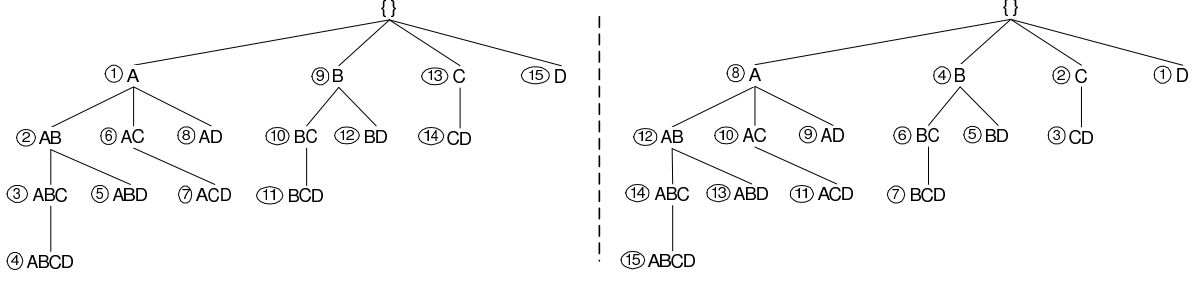 { } { }
① A ⑨ B ⑬ C ⑮ D ⑧ A ④ B ② C ① D
② AB ⑥ AC ⑧ AD ⑩ BC ⑫ BD ⑭ CD ⑫ AB ⑩ AC ⑨ AD ⑥ BC ⑤ BD ③ CD
③ ABC ⑤ ABD ⑦ ACD ⑪ BCD ⑭ ABC ⑬ ABD ⑪ ACD ⑦ BCD
④ ABCD ⑮ ABCD